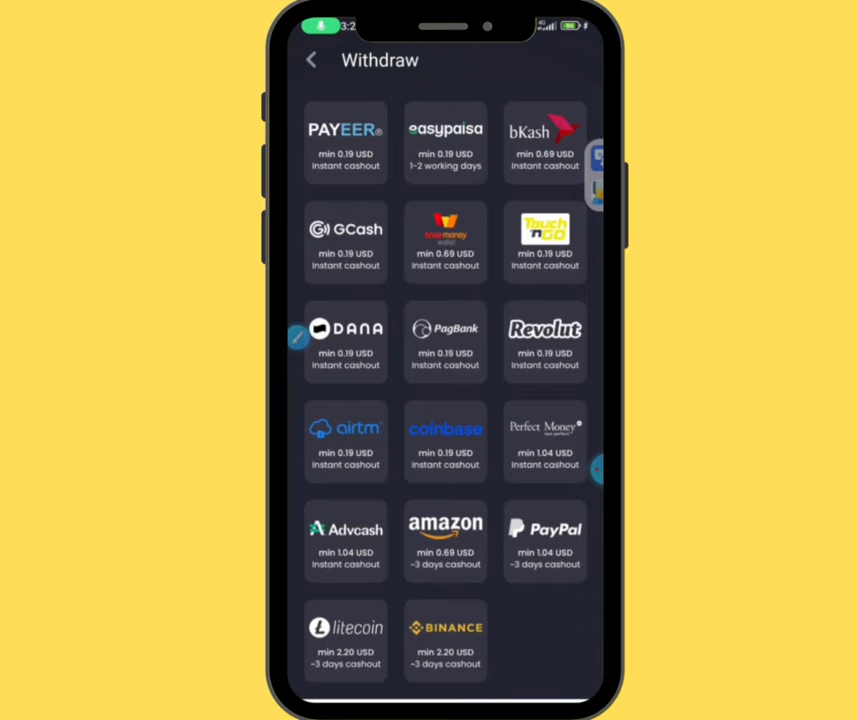 3:2
4G
Withdraw
PAYEER®
min 0.19 USD
Instant cashout
easypaisa
min 0.19 USD
1-2 working days
bKash
min 0.69 USD
Instant cashout
GCash
min 0.19 USD
Instant cashout
truemoney
wallet
min 0.69 USD
Instant cashout
Touch
'n GO
min 0.19 USD
Instant cashout
DANA
min 0.19 USD
Instant cashout
PagBank
min 0.19 USD
Instant cashout
Revolut
min 0.19 USD
Instant cashout
airtm
min 0.19 USD
Instant cashout
coinbase
min 0.19 USD
Instant cashout
Perfect Money
min 1.04 USD
Instant cashout
Advcash
min 1.04 USD
Instant cashout
amazon
min 0.69 USD
~3 days cashout
PayPal
min 1.04 USD
~3 days cashout
litecoin
min 2.20 USD
~3 days cashout
BINANCE
min 2.20 USD
~3 days cashout